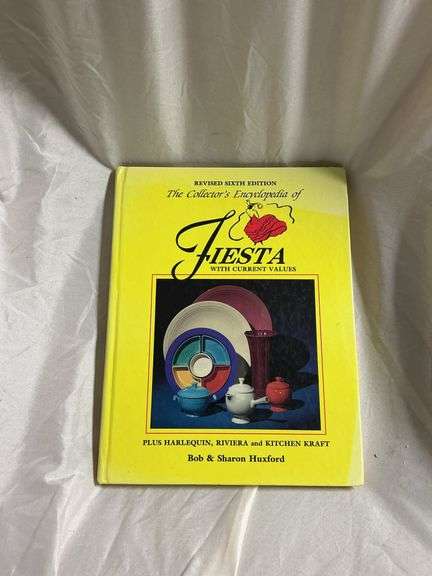 REVISED SIXTH EDITION
The Collector's Encyclopedia of
FIESTA
WITH CURRENT VALUES
PLUS HARLEQUIN, RIVIERA and KITCHEN KRAFT
Bob & Sharon Huxford